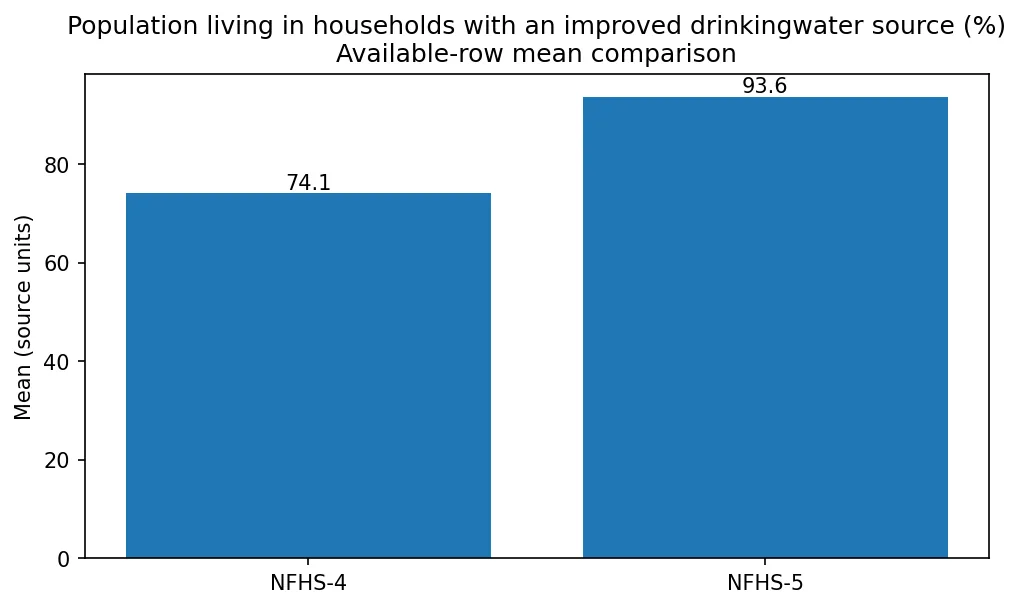 Population living in households with an improved drinkingwater source (%)
Available-row mean comparison
Mean (source units)
80
60
40
20
0
74.1
93.6
NFHS-4
NFHS-5